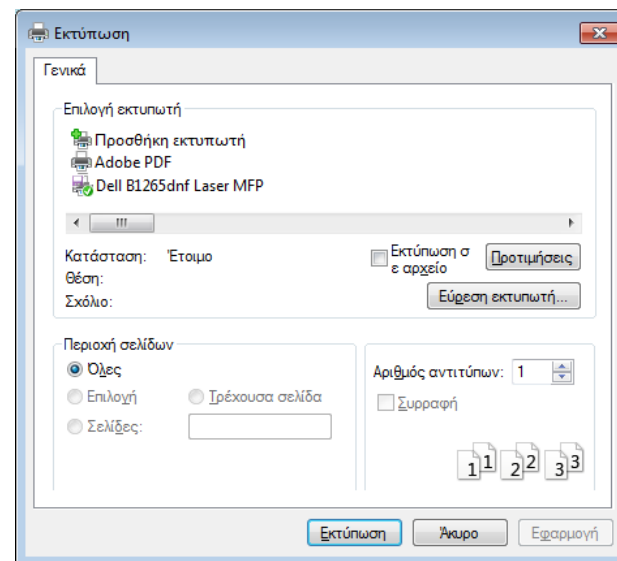 Εκτύπωση
Γενικά
Επιλογή εκτυπωτή
Προσθήκη εκτυπωτή
Adobe PDF
Dell B1265dnf Laser MFP
Κατάσταση: Έτοιμο
Θέση:
Σχόλιο:
Εκτύπωση σ
ε αρχείο
Προτιμήσεις
Εύρεση εκτυπωτή...
Περιοχή σελίδων
Όλες
Επιλογή Τρέχουσα σελίδα
Σελίδες:
Αριθμός αντιτύπων: 1
Συρραφή
1 1 2 2 3 3
Εκτύπωση Άκυρο Εφαρμογή